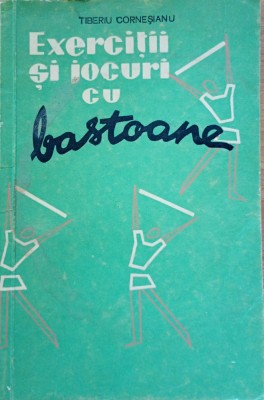 TIBERIU CORNEȘIANU
Exerciții
și jocuri
cu
bastoane